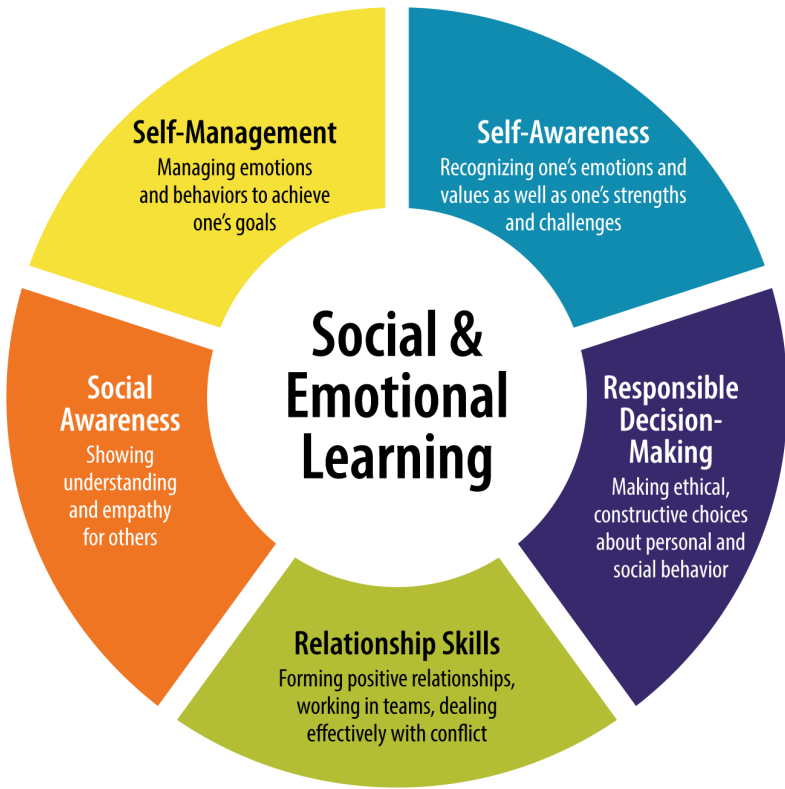 Self-Management
Managing emotions
and behaviors to achieve
one’s goals
Self-Awareness
Recognizing one’s emotions and
values as well as one’s strengths
and challenges
Social &
Emotional
Learning
Social
Awareness
Showing
understanding
and empathy
for others
Responsible
Decision-
Making
Making ethical,
constructive choices
about personal and
social behavior
Relationship Skills
Forming positive relationships,
working in teams, dealing
effectively with conflict